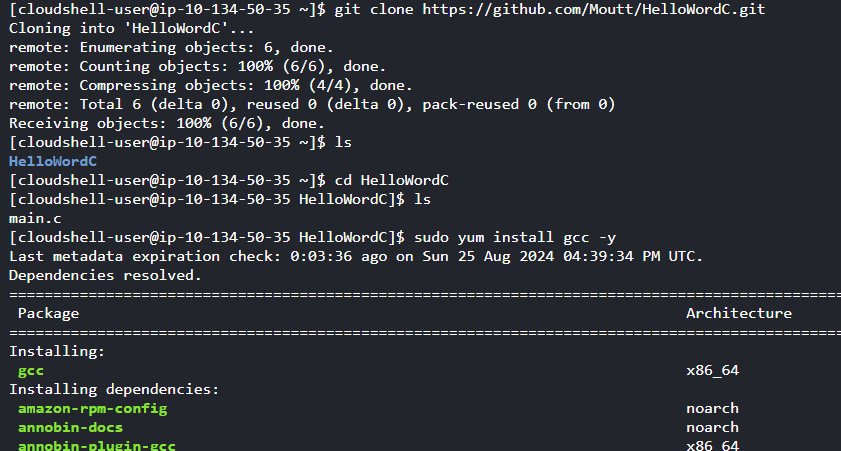 [cloudshell-user@ip-10-134-50-35 ~]$ git clone https://github.com/Moutt/HelloWordC.git
Cloning into 'HelloWordC'...
remote: Enumerating objects: 6, done.
remote: Counting objects: 100% (6/6), done.
remote: Compressing objects: 100% (4/4), done.
remote: Total 6 (delta 0), reused 0 (delta 0), pack-reused 0 (from 0)
Receiving objects: 100% (6/6), done.
[cloudshell-user@ip-10-134-50-35 ~]$ ls
HelloWordC
[cloudshell-user@ip-10-134-50-35 ~]$ cd HelloWordC
[cloudshell-user@ip-10-134-50-35 HelloWordC]$ ls
main.c
[cloudshell-user@ip-10-134-50-35 HelloWordC]$ sudo yum install gcc -y
Last metadata expiration check: 0:03:36 ago on Sun 25 Aug 2024 04:39:34 PM UTC.
Dependencies resolved.
================================================================================================
Package Architecture
================================================================================================
Installing:
gcc x86_64
Installing dependencies:
amazon-rpm-config noarch
annobin-docs noarch
annobin-plugin-gcc x86_64